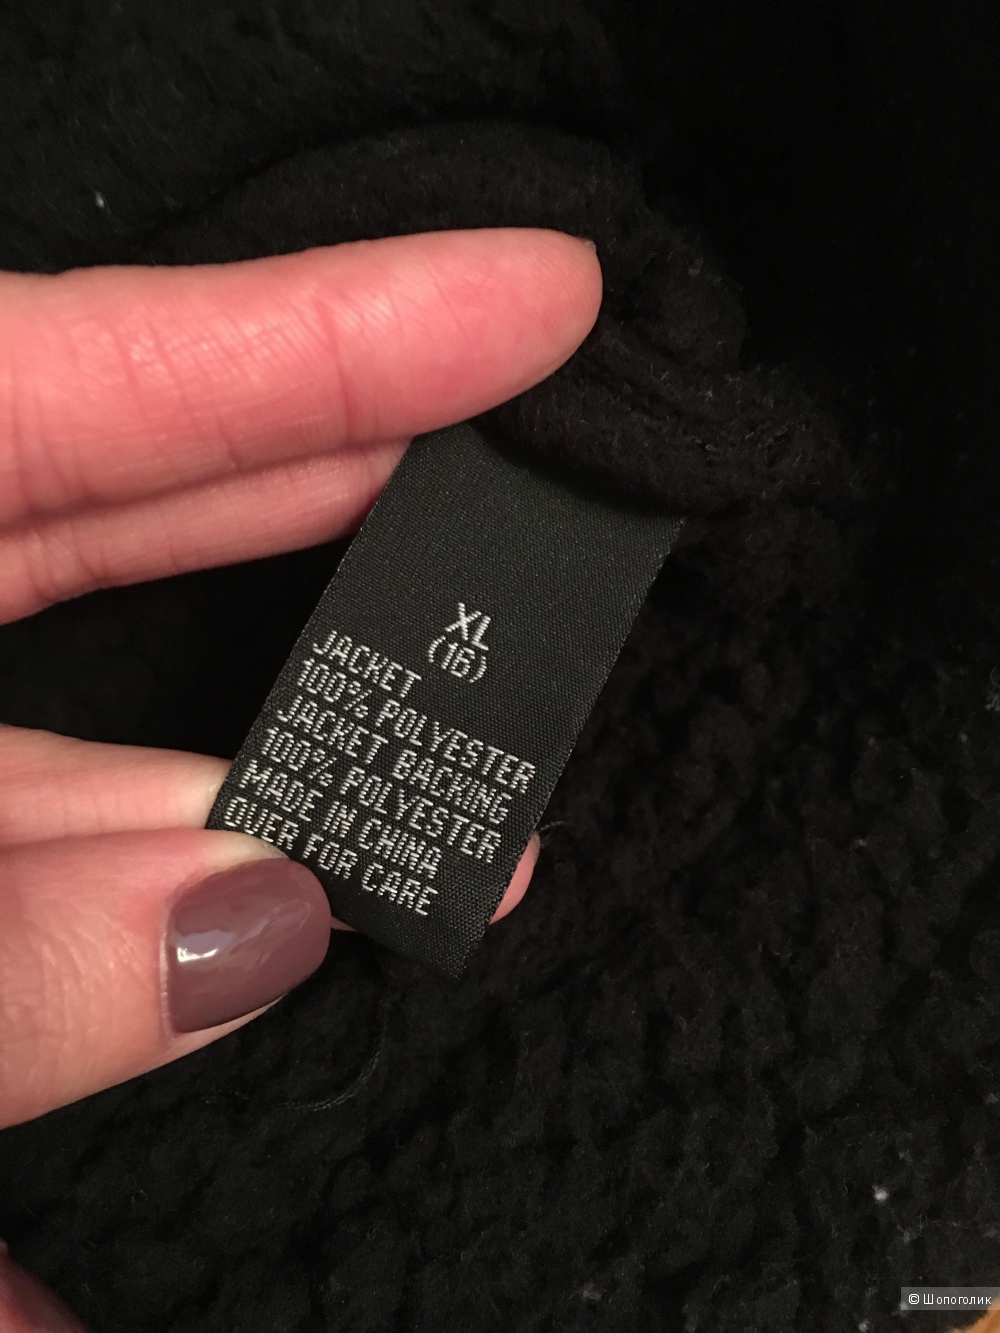 XL
(16)
JACKET
100% POLYESTER
JACKET BACKING
100% POLYESTER
MADE IN CHINA
OVER FOR CARE
© Шопоголик